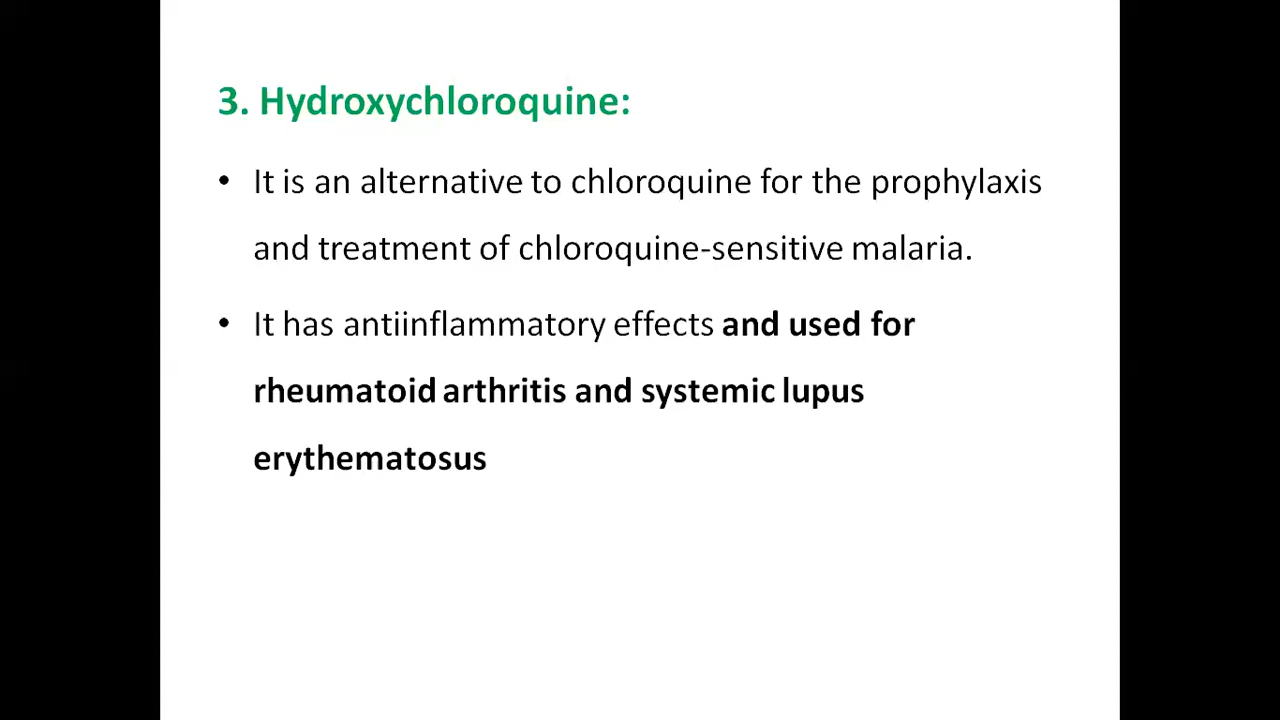 3. Hydroxychloroquine:
• It is an alternative to chloroquine for the prophylaxis
and treatment of chloroquine-sensitive malaria.
• It has antiinflammatory effects and used for
rheumatoid arthritis and systemic lupus
erythematosus